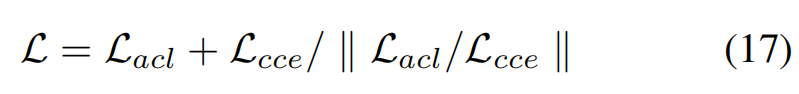 ℒ = ℒ_{acl} + ℒ_{cce} / ‖ ℒ_{acl} / ℒ_{cce} ‖ (17)